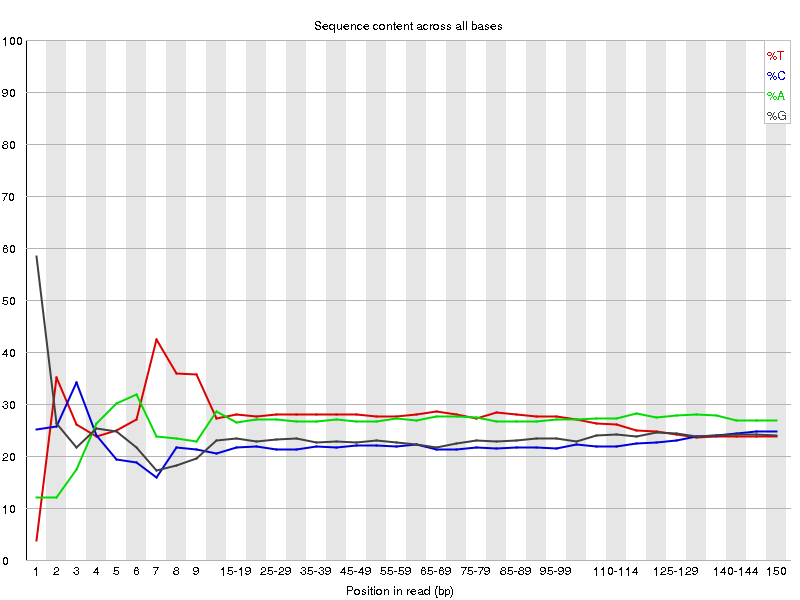 Sequence content across all bases
100
90
80
70
60
50
40
30
20
10
0
%T
%C
%A
%G
1 2 3 4 5 6 7 8 9 15-19 25-29 35-39 45-49 55-59 65-69 75-79 85-89 95-99 110-114 125-129 140-144 150
Position in read (bp)